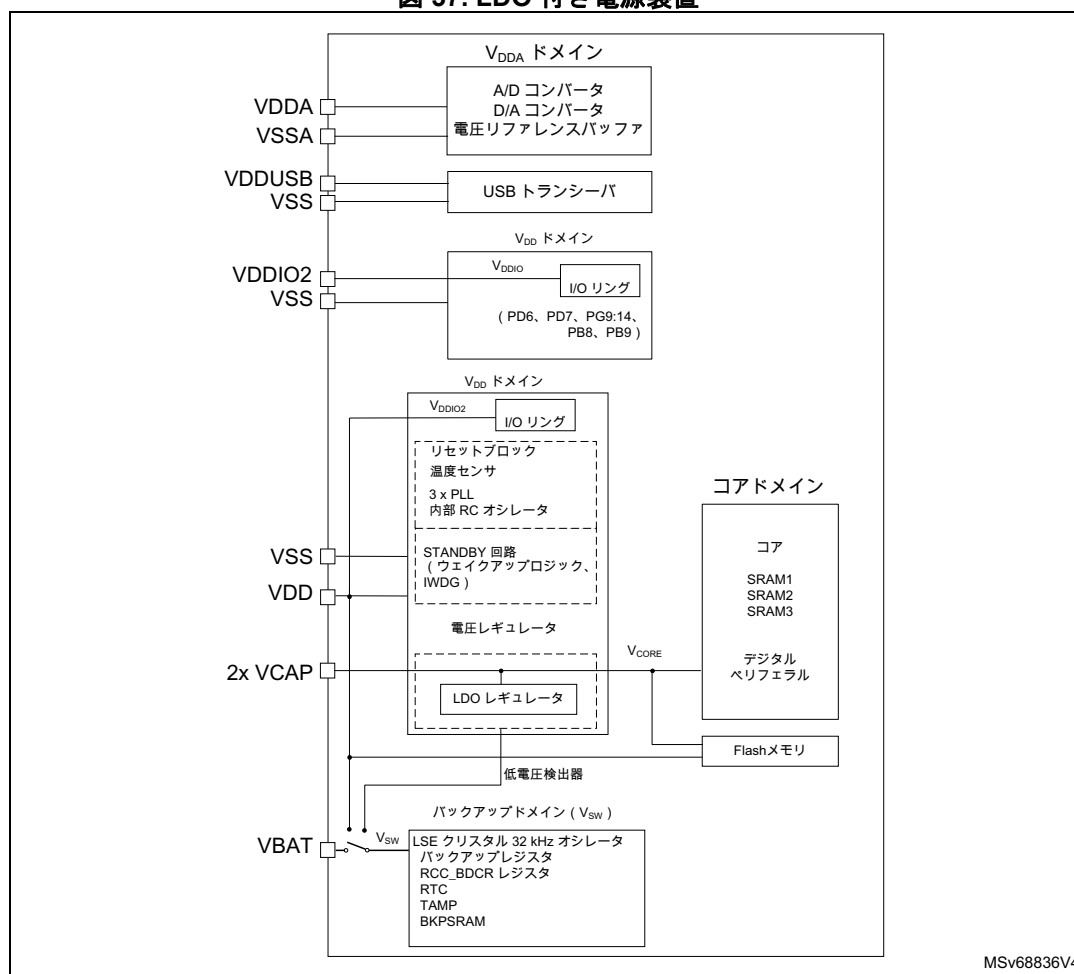 図 37. LDO 付き電源装置
VDDA ドメイン
A/D コンバータ
D/A コンバータ
電圧リファレンスバッファ
VDDA
VSSA
VDDUSB
VSS
USB トランシーバ
VDD ドメイン
VDDIO2
VSS
VDDIO
I/O リング
（ PD6、PD7、PG9:14、
PB8、PB9 ）
VDD ドメイン
VDDIO2
I/O リング
リセットブロック
温度センサ
3 x PLL
内部 RC オシレータ
VSS
VDD
STANDBY 回路
（ ウェイクアップロジック、
IWDG ）
電圧レギュレータ
2x VCAP
LDO レギュレータ
VCORE
コアドメイン
コア
SRAM1
SRAM2
SRAM3
デジタル
ペリフェラル
Flashメモリ
低電圧検出器
バックアップドメイン（ VSW ）
VBAT
VSW
LSE クリスタル 32 kHz オシレータ
バックアップレジスタ
RCC_BDCR レジスタ
RTC
TAMP
BKPSRAM
MSv68836V4